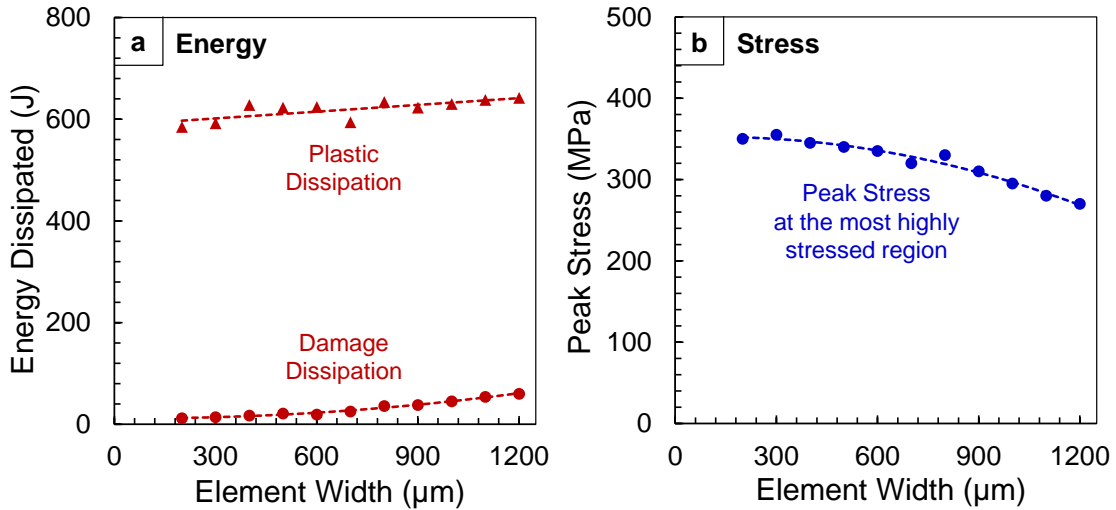 a Energy
800
600
400
200
0
Energy Dissipated (J)
Plastic
Dissipation
Damage
Dissipation
0 300 600 900 1200
Element Width (µm)
b Stress
500
400
300
200
100
0
Peak Stress (MPa)
Peak Stress
at the most highly
stressed region
0 300 600 900 1200
Element Width (µm)